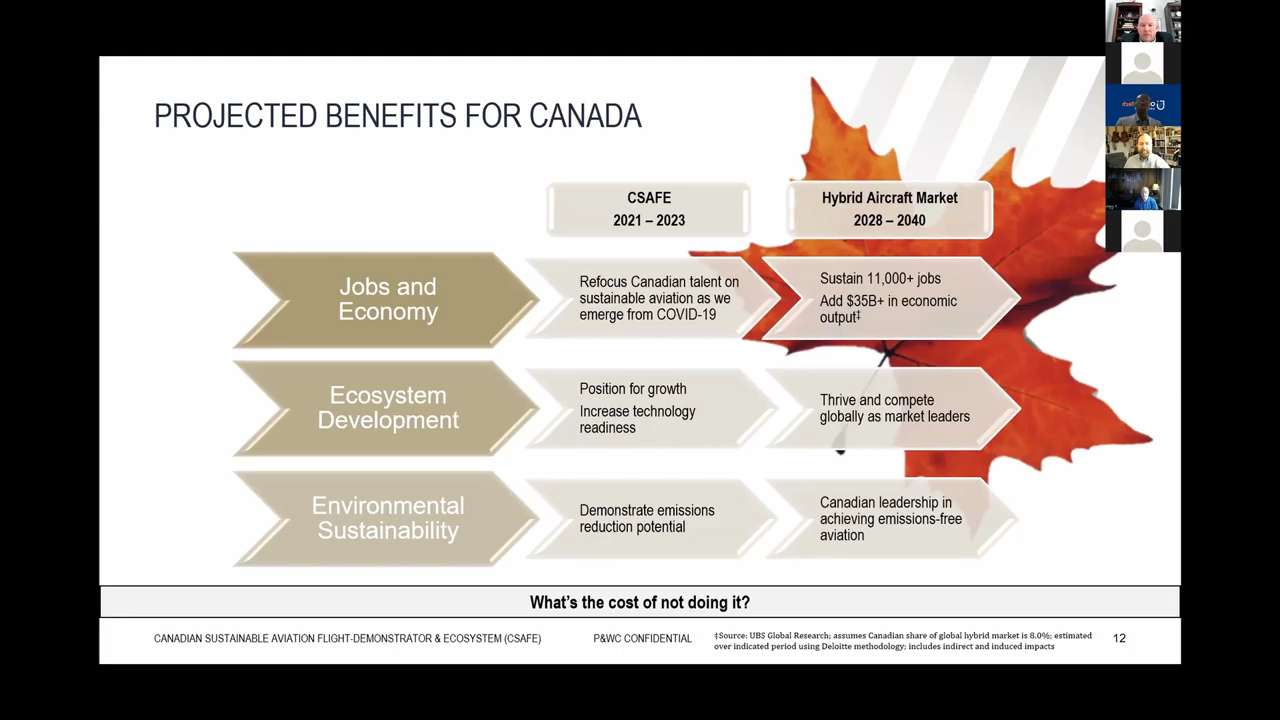 PROJECTED BENEFITS FOR CANADA
CSAFE
2021 – 2023
Hybrid Aircraft Market
2028 – 2040
Jobs and
Economy
Refocus Canadian talent on
sustainable aviation as we
emerge from COVID-19
Sustain 11,000+ jobs
Add $35B+ in economic
output‡
Ecosystem
Development
Position for growth
Increase technology
readiness
Thrive and compete
globally as market leaders
Environmental
Sustainability
Demonstrate emissions
reduction potential
Canadian leadership in
achieving emissions-free
aviation
What's the cost of not doing it?
CANADIAN SUSTAINABLE AVIATION FLIGHT-DEMONSTRATOR & ECOSYSTEM (CSAFE)
P&WC CONFIDENTIAL
‡Source: UBS Global Research; assumes Canadian share of global hybrid market is 8.0%; estimated
over indicated period using Deloitte methodology; includes indirect and induced impacts
12